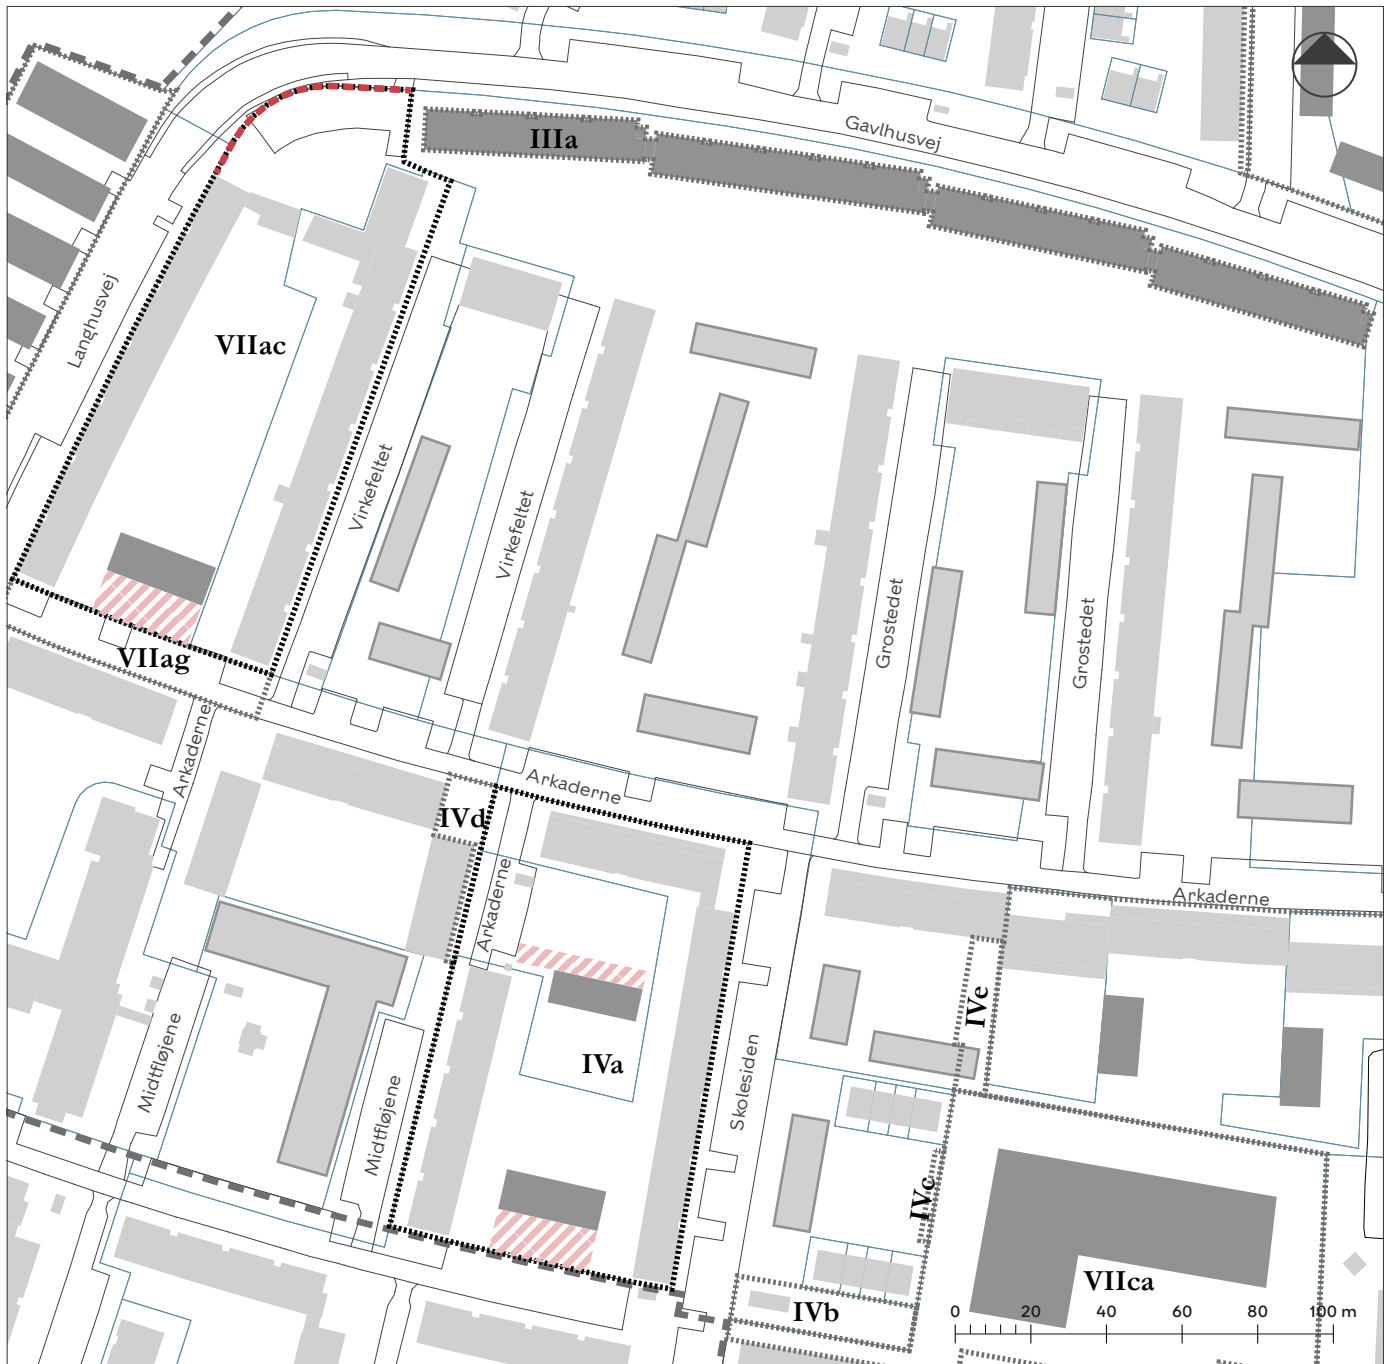 IIIa
Gavlhusvej
Langhusvej
VIIac
Virkefeltet
Virkefeltet
Grostedet
Grostedet
VIIag
Arkaderne
Arkaderne
IVd
Arkaderne
Arkaderne
IVe
Midtfløjene
Midtfløjene
IVa
Skolesiden
IVc
VIIca
IVb
0 20 40 60 80 100 m